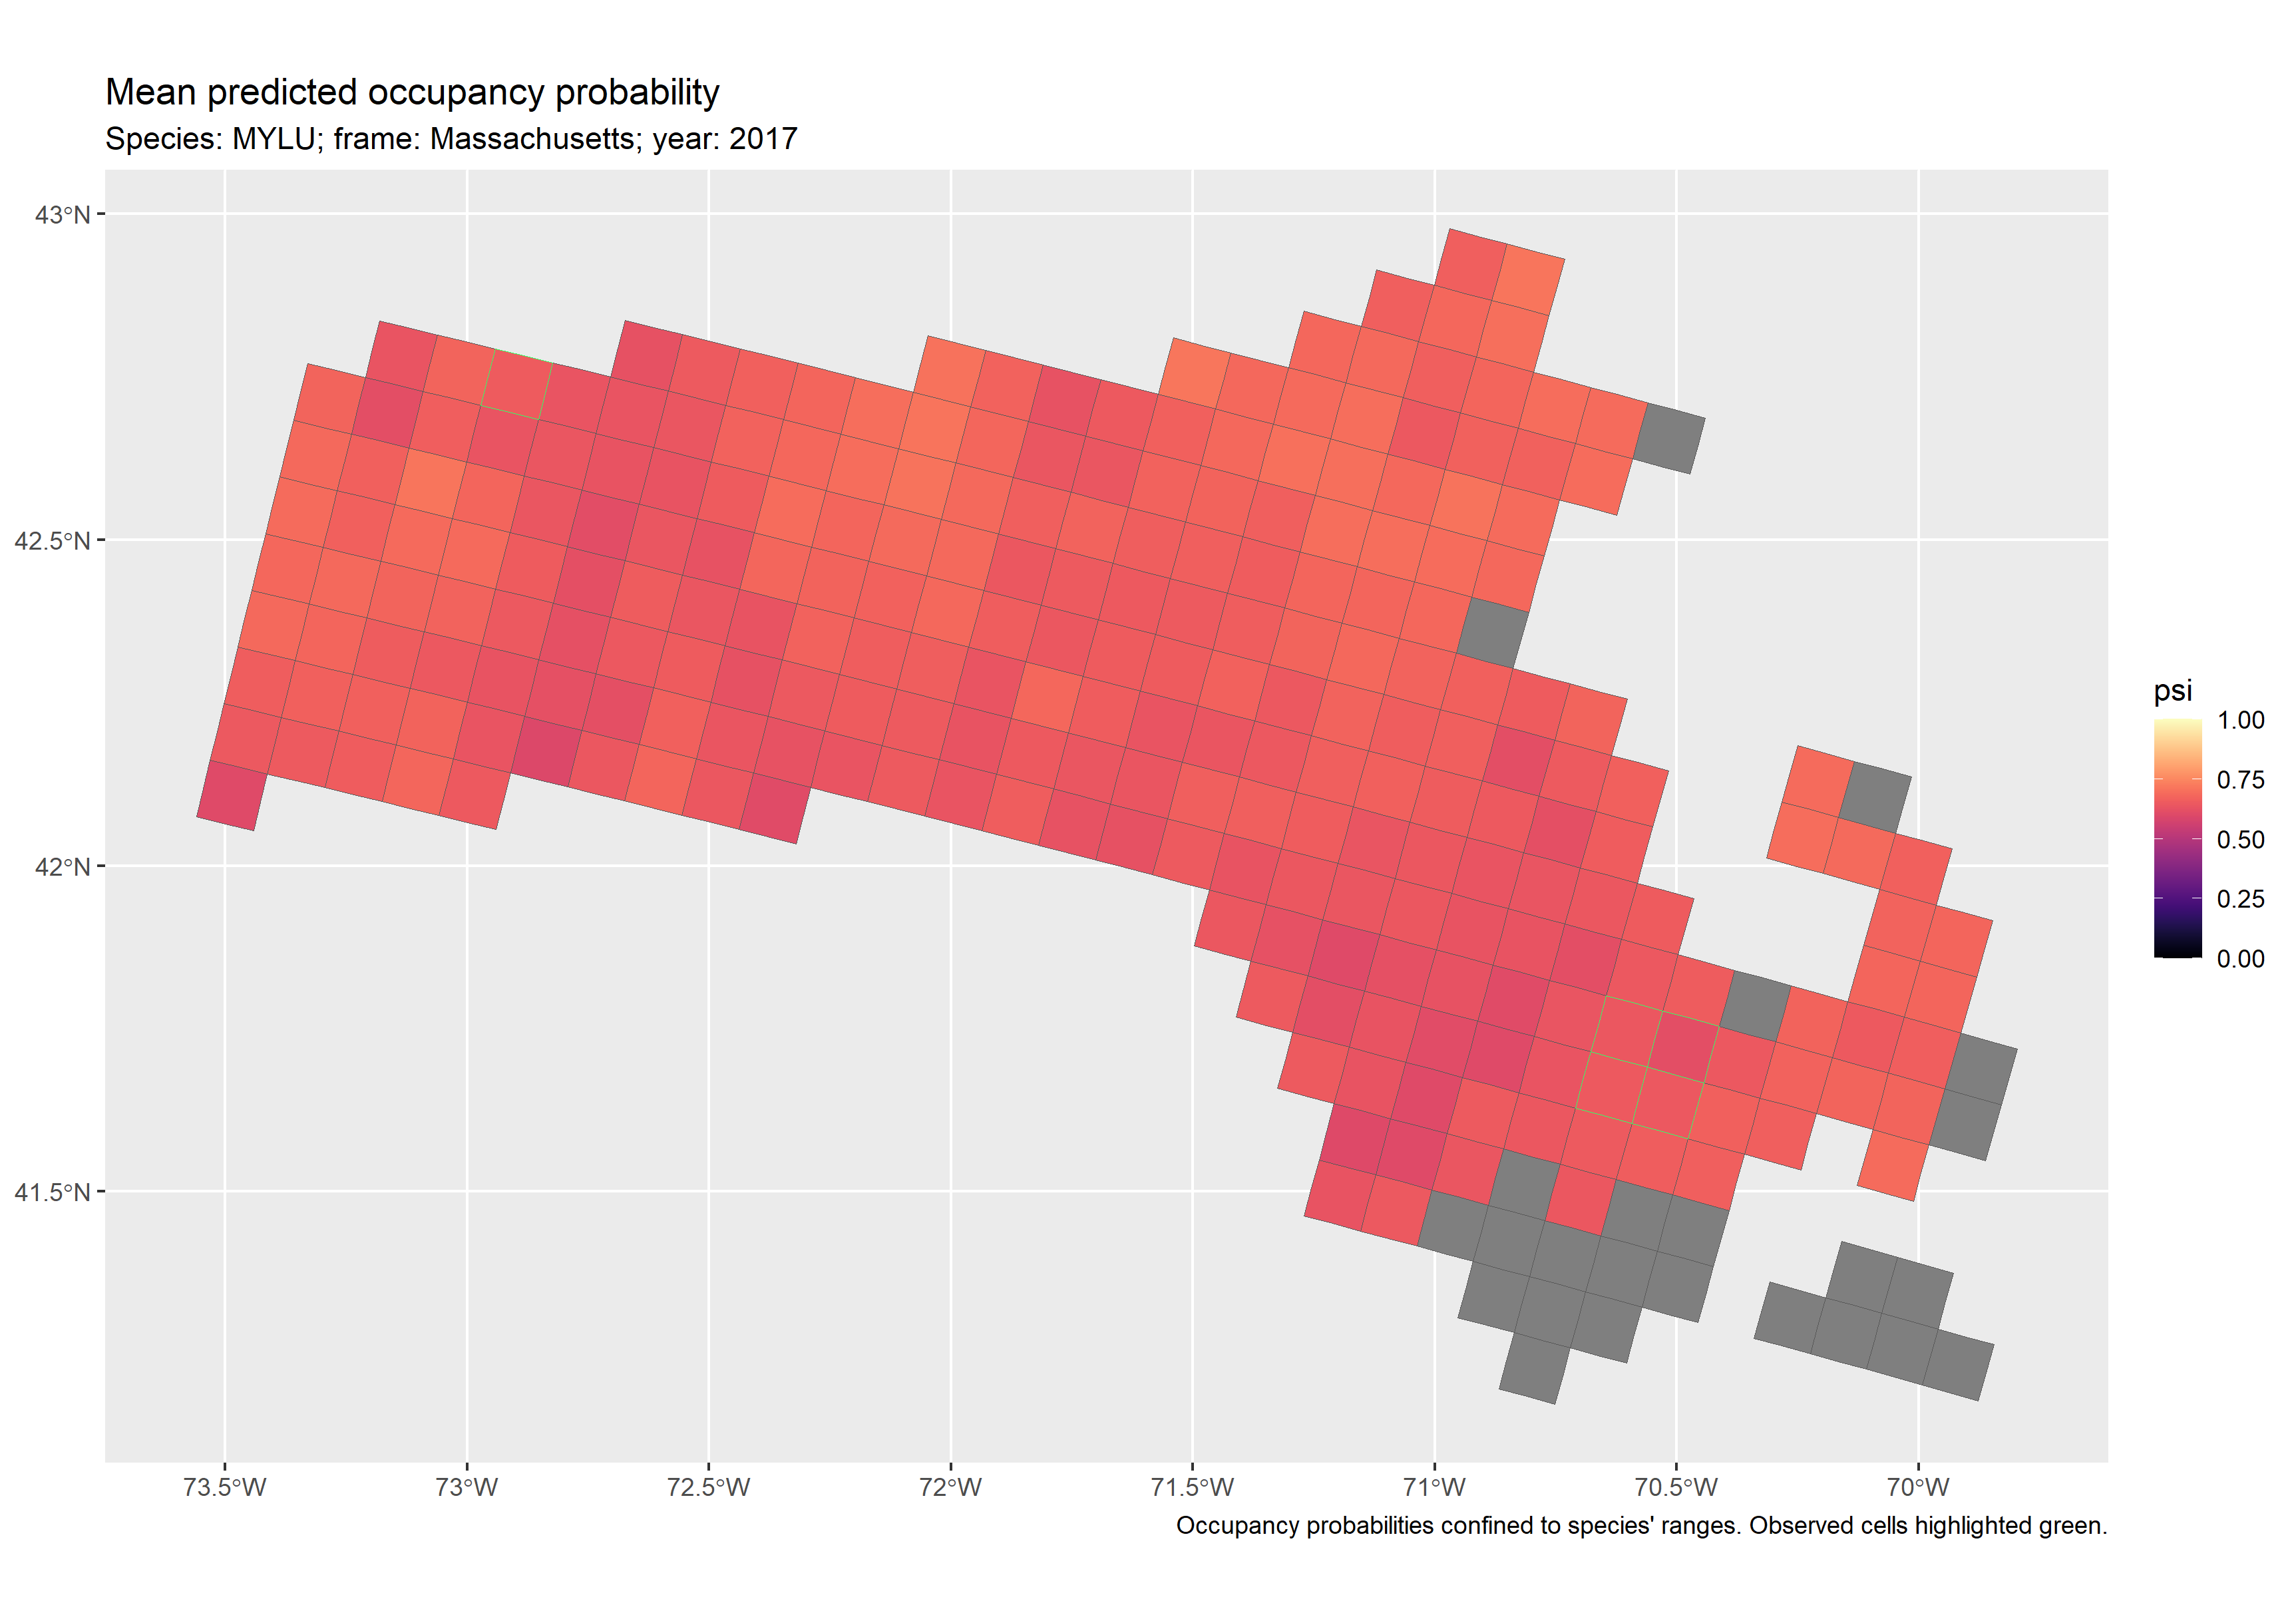 Mean predicted occupancy probability
Species: MYLU; frame: Massachusetts; year: 2017
43°N
42.5°N
42°N
41.5°N
73.5°W
73°W
72.5°W
72°W
71.5°W
71°W
70.5°W
70°W
psi
1.00
0.75
0.50
0.25
0.00
Occupancy probabilities confined to species' ranges. Observed cells highlighted green.